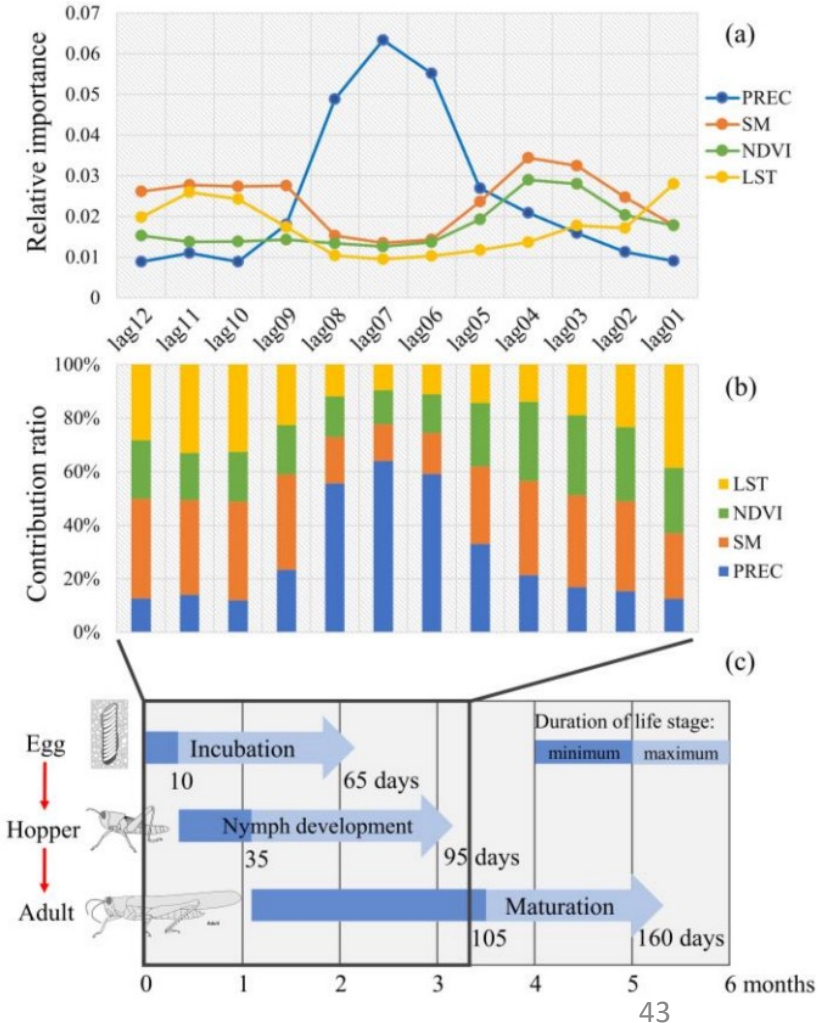 (a)
0.07
0.06
0.05
0.04
0.03
0.02
0.01
0
Relative importance
PREC
SM
NDVI
LST
lag12 lag11 lag10 lag09 lag08 lag07 lag06 lag05 lag04 lag03 lag02 lag01
(b)
100%
80%
60%
40%
20%
0%
Contribution ratio
LST
NDVI
SM
PREC
(c)
Duration of life stage:
minimum maximum
Egg
Incubation
10 65 days
Hopper
Nymph development
35 95 days
Adult
Maturation
105 160 days
0 1 2 3 4 5 6 months
43